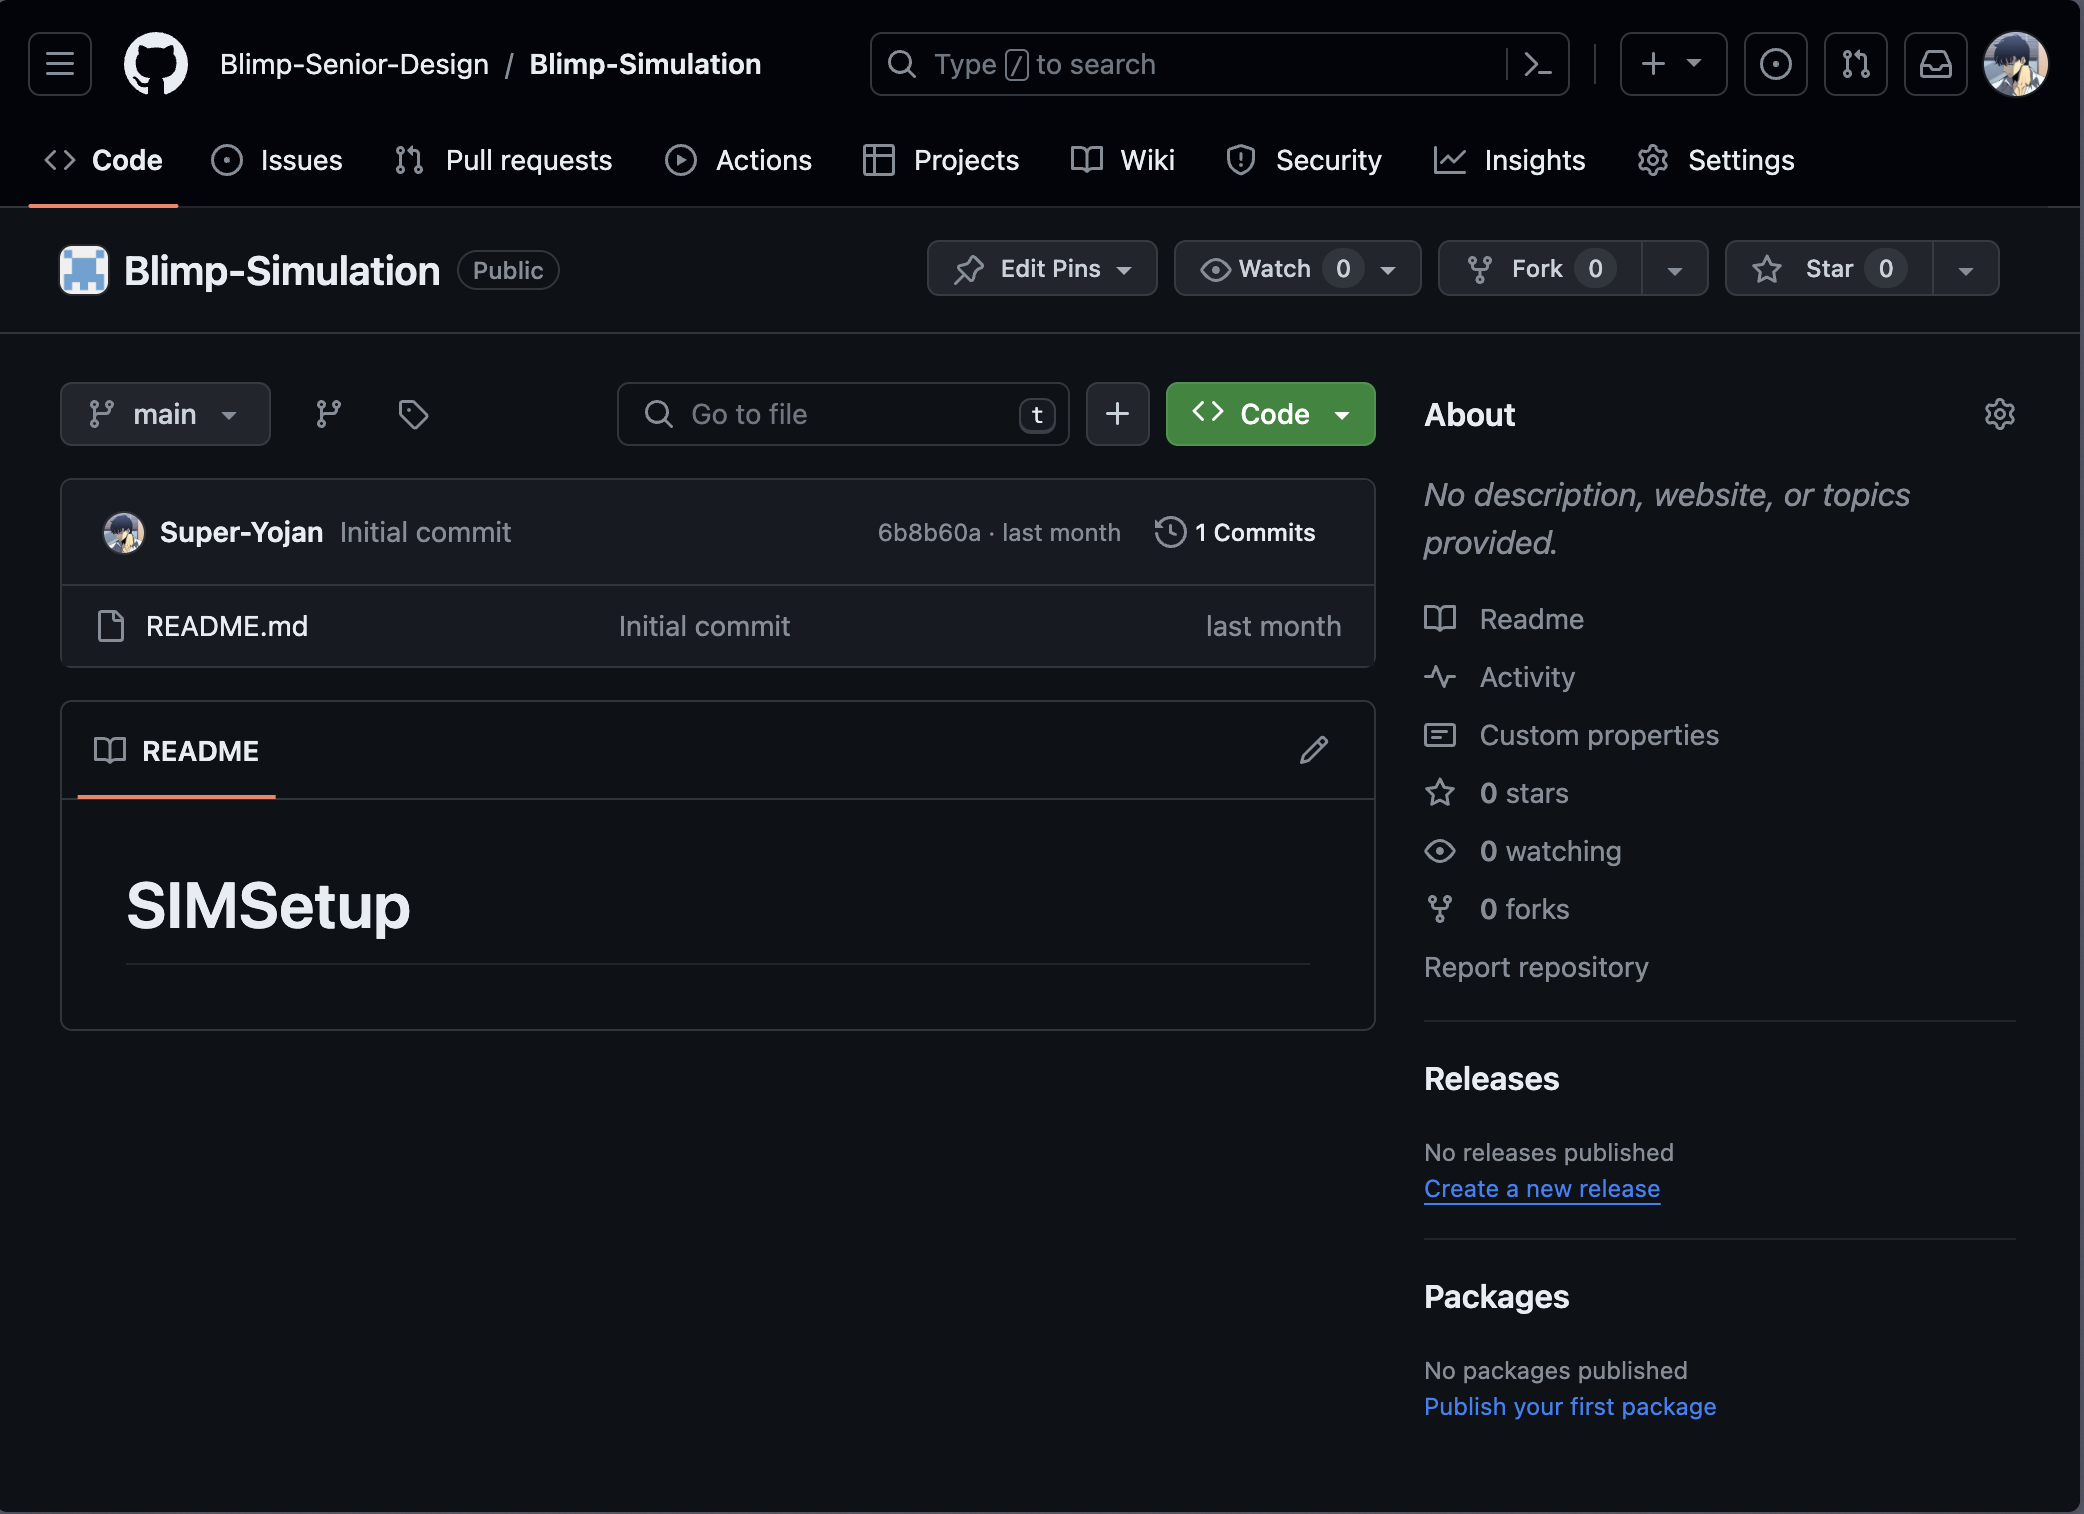 Blimp-Senior-Design / Blimp-Simulation
Type / to search
Code Issues Pull requests Actions Projects Wiki Security Insights Settings
Blimp-Simulation Public
Edit Pins Watch 0 Fork 0 Star 0
main Go to file t Code
Super-Yojan Initial commit 6b8b60a · last month 1 Commits
README.md Initial commit last month
README
SIMSetup
About
No description, website, or topics
provided.
Readme
Activity
Custom properties
0 stars
0 watching
0 forks
Report repository
Releases
No releases published
Create a new release
Packages
No packages published
Publish your first package